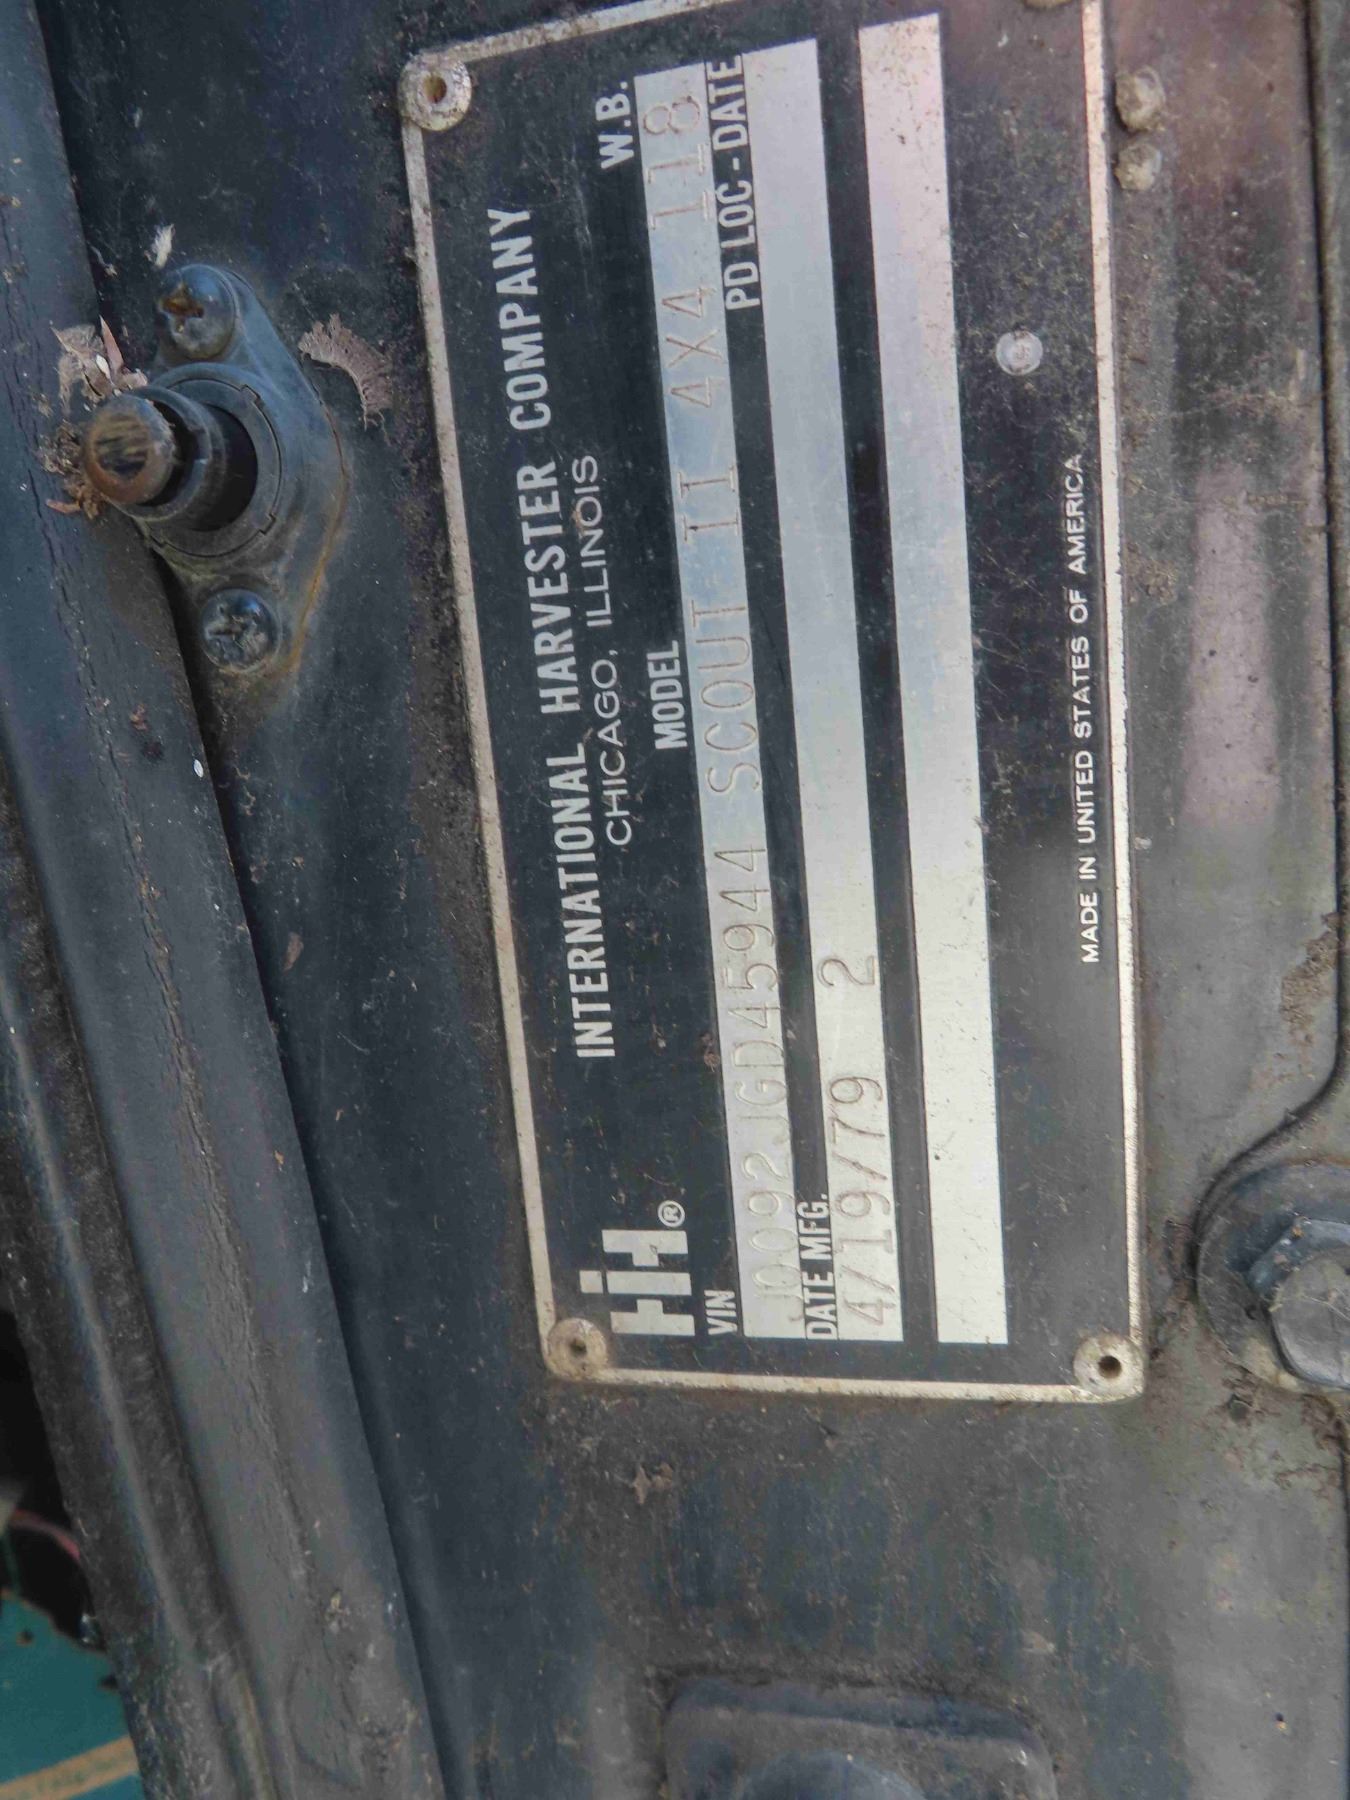 IH® INTERNATIONAL HARVESTER COMPANY
CHICAGO, ILLINOIS
VIN MODEL W.B.
J0092JGD45944 SCOUT II 4X4 118
DATE MFG. PD LOC - DATE
4/19/79 2
MADE IN UNITED STATES OF AMERICA